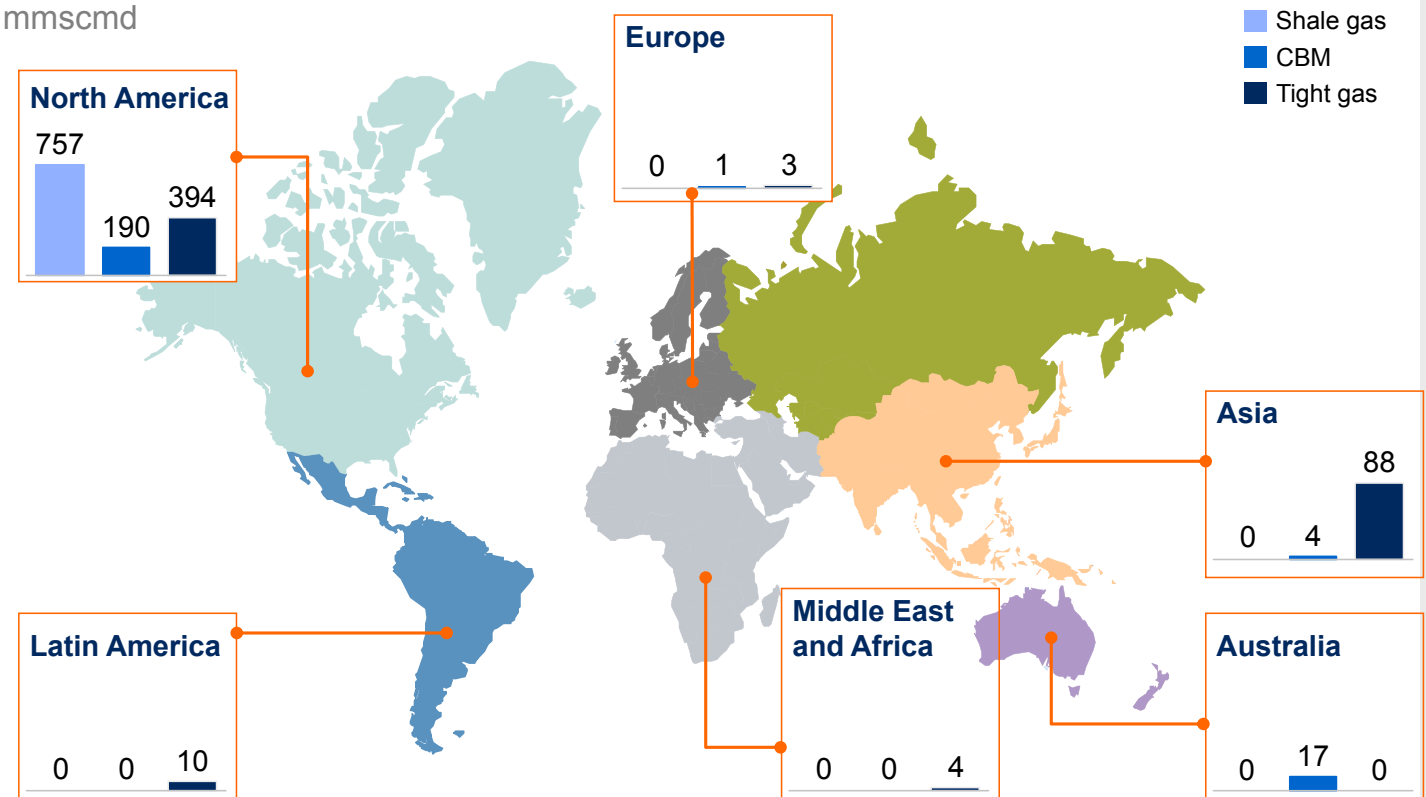 mmscmd
Shale gas
CBM
Tight gas
Europe
0 1 3
North America
757 190 394
Asia
0 4 88
Latin America
0 0 10
Middle East
and Africa
0 0 4
Australia
0 17 0